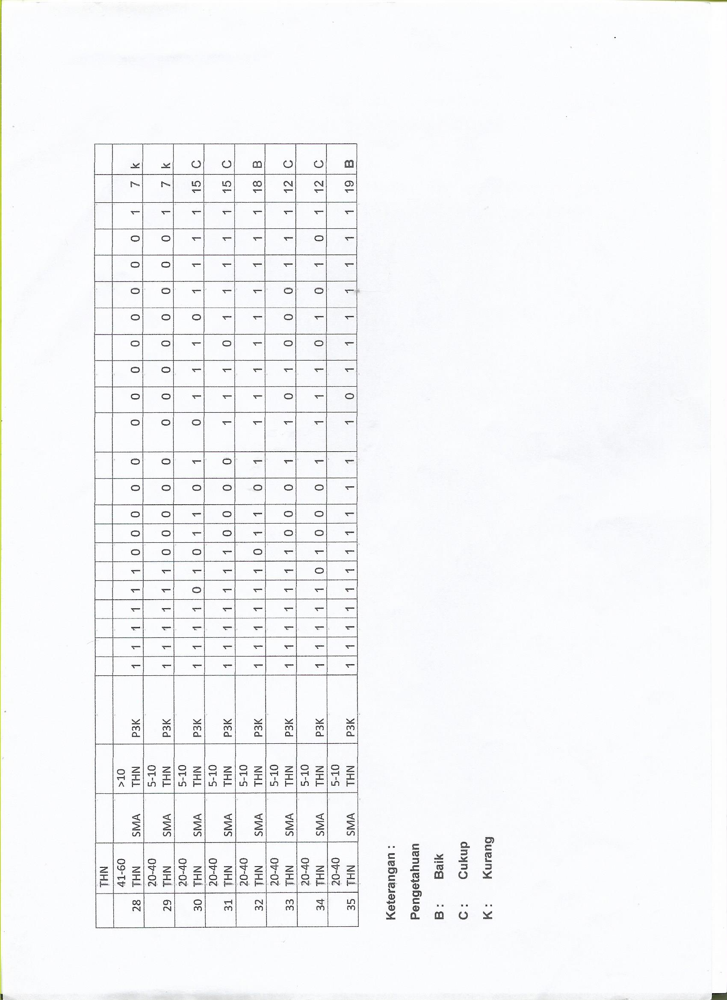 THN
41-60 >10
28 THN SMA THN P3K 1 1 1 1 1 1 0 0 0 0 0 0 0 0 0 0 0 0 0 1 7 k
20-40 5-10
29 THN SMA THN P3K 1 1 1 1 1 1 0 0 0 0 0 0 0 0 0 0 0 0 0 1 7 k
20-40 5-10
30 THN SMA THN P3K 1 1 1 1 0 1 0 1 1 0 1 0 1 1 1 0 1 1 1 1 15 C
20-40 5-10
31 THN SMA THN P3K 1 1 1 1 1 1 1 0 0 0 0 1 1 1 0 1 1 1 1 1 15 C
20-40 5-10
32 THN SMA THN P3K 1 1 1 1 1 1 0 1 1 0 1 1 1 1 1 1 1 1 1 1 18 B
20-40 5-10
33 THN SMA THN P3K 1 1 1 1 1 1 1 0 0 0 1 1 0 1 0 0 0 1 1 1 12 C
20-40 5-10
34 THN SMA THN P3K 1 1 1 1 1 0 1 0 0 0 1 1 1 1 0 1 0 1 0 1 12 C
20-40 5-10
35 THN SMA THN P3K 1 1 1 1 1 1 1 1 1 1 1 1 0 1 1 1 1 1 1 1 19 B
Keterangan :
Pengetahuan
B : Baik
C : Cukup
K : Kurang